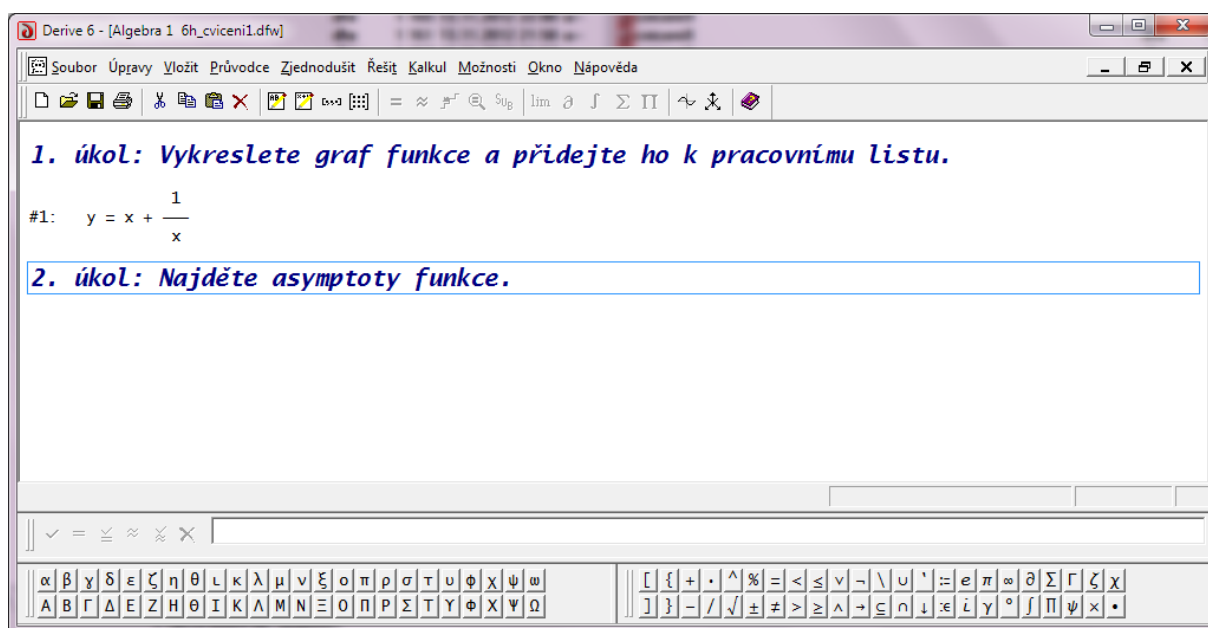 Derive 6 - [Algebra 1 6h_cviceni1.dfw]
Soubor Úpravy Vložit Průvodce Zjednodušit Řešit Kalkul Možnosti Okno Nápověda
= ≈ lim ∂ ∫ Σ Π
1. úkol: Vykreslete graf funkce a přidejte ho k pracovnímu listu.
#1: y = x + 1/x
2. úkol: Najděte asymptoty funkce.
α β γ δ ε ζ η θ ι κ λ μ ν ξ ο π ρ σ τ υ φ χ ψ ω
Α Β Γ Δ Ε Ζ Η Θ Ι Κ Λ Μ Ν Ξ Ο Π Ρ Σ Τ Υ Φ Χ Ψ Ω
[ { + · ^ % = < ≤ ∨ ¬ \ ∪ ' := e π ∞ ∂ Σ Γ ζ χ
] } - / √ ± ≠ > ≥ ∧ → ⊆ ∩ ↓ :∈ i γ ° ∫ Π ψ × •